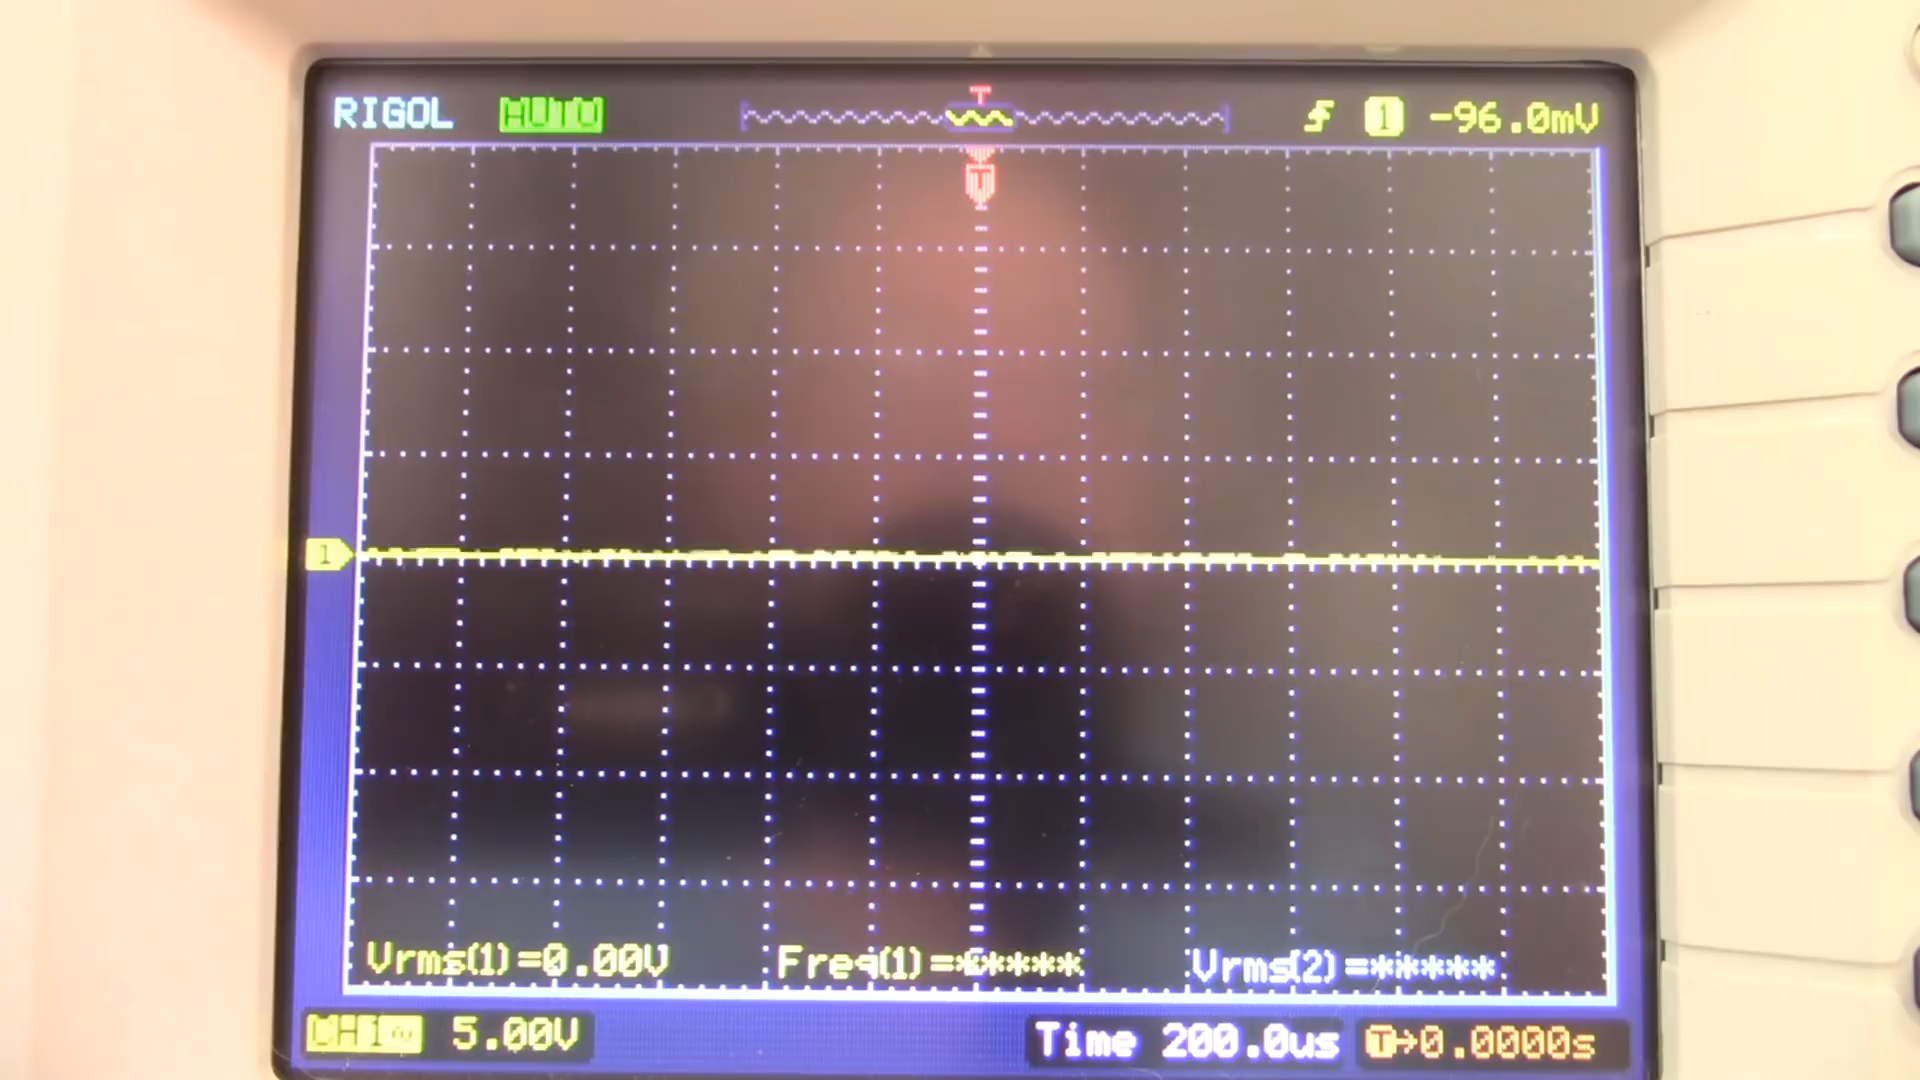 RIGOL AUTO T 1 -96.0mV
T
1
Vrms(1)=0.00V Freq(1)=***** Vrms(2)=*****
CH1 5.00V Time 200.0us T→0.0000s